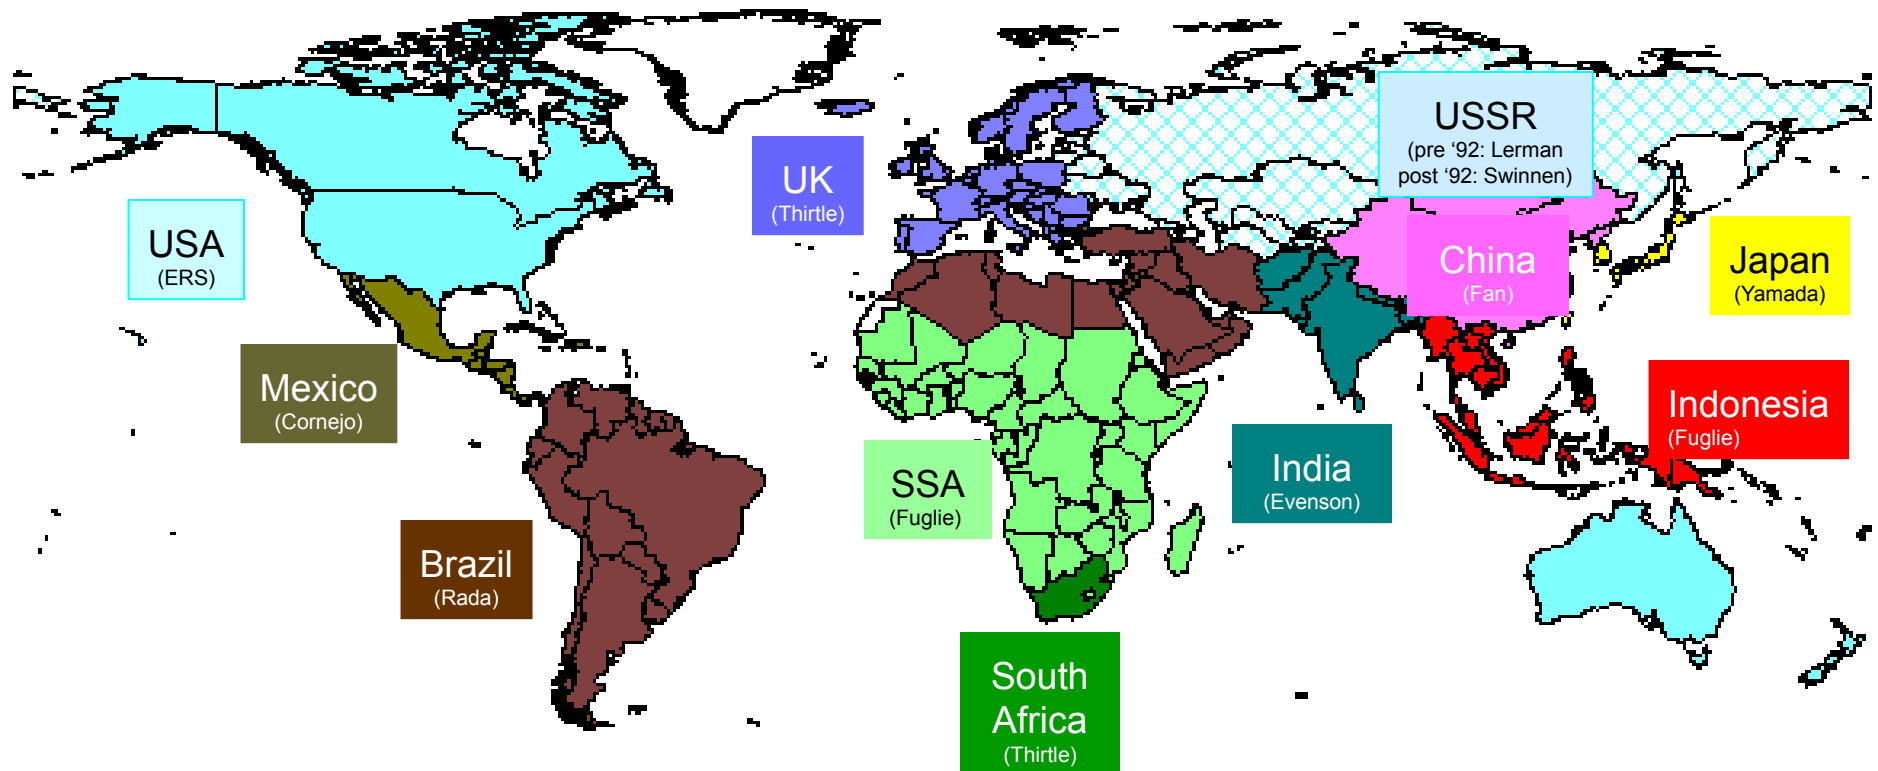 USSR
(pre ‘92: Lerman
post ‘92: Swinnen)
UK
(Thirtle)
USA
(ERS)
China
(Fan)
Japan
(Yamada)
Mexico
(Cornejo)
Indonesia
(Fuglie)
SSA
(Fuglie)
India
(Evenson)
Brazil
(Rada)
South
Africa
(Thirtle)